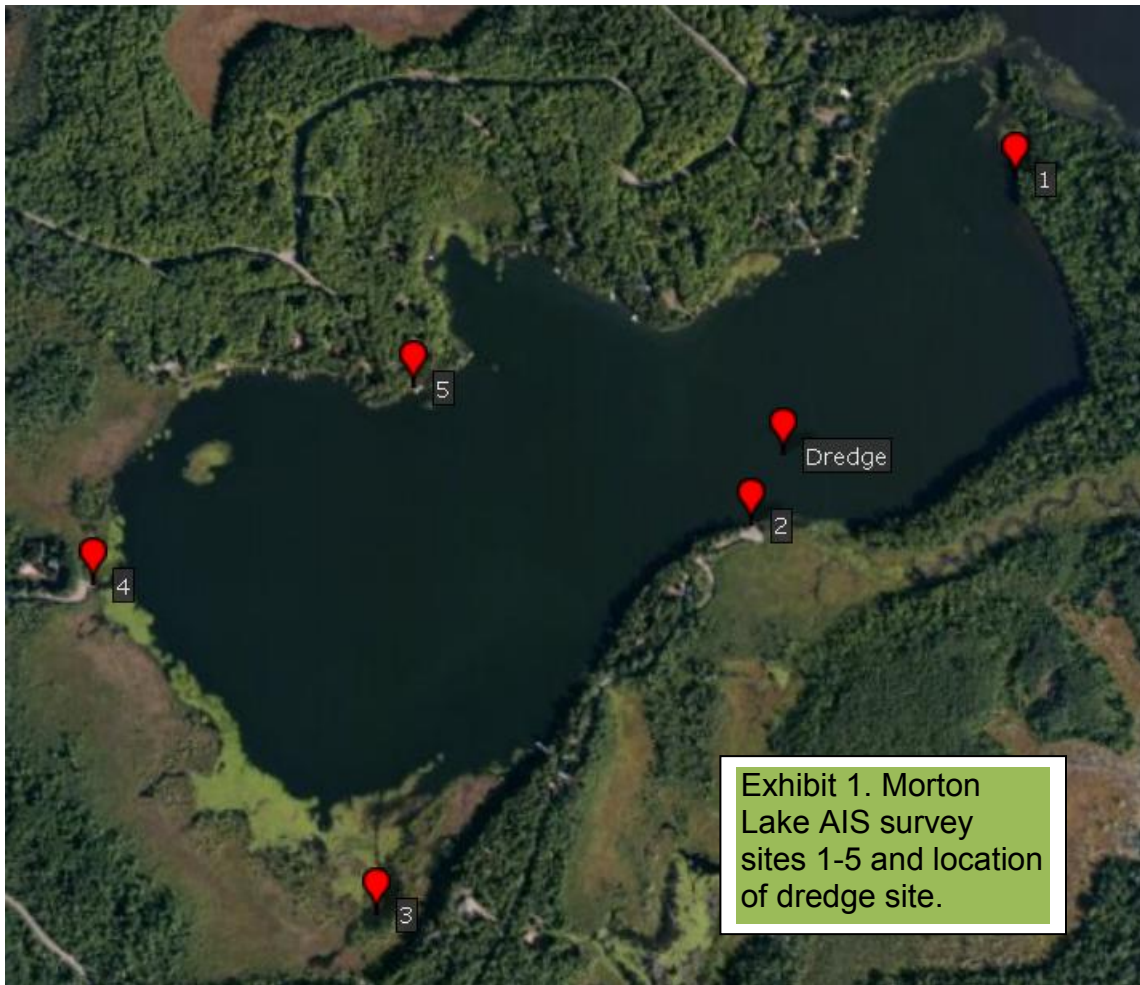 1
5
Dredge
2
4
3
Exhibit 1. Morton
Lake AIS survey
sites 1-5 and location
of dredge site.